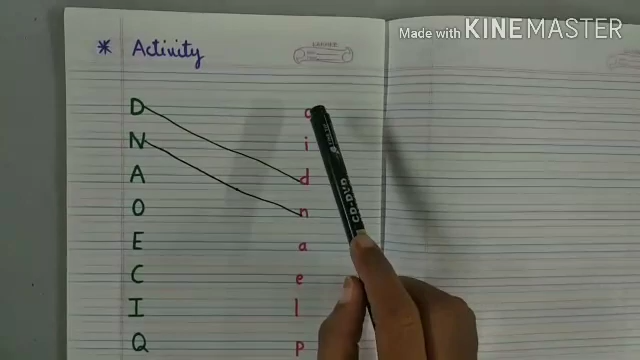 Made with KINEMASTER
* Activity
D
N i
A d
O n
E a
C e
I l
Q p